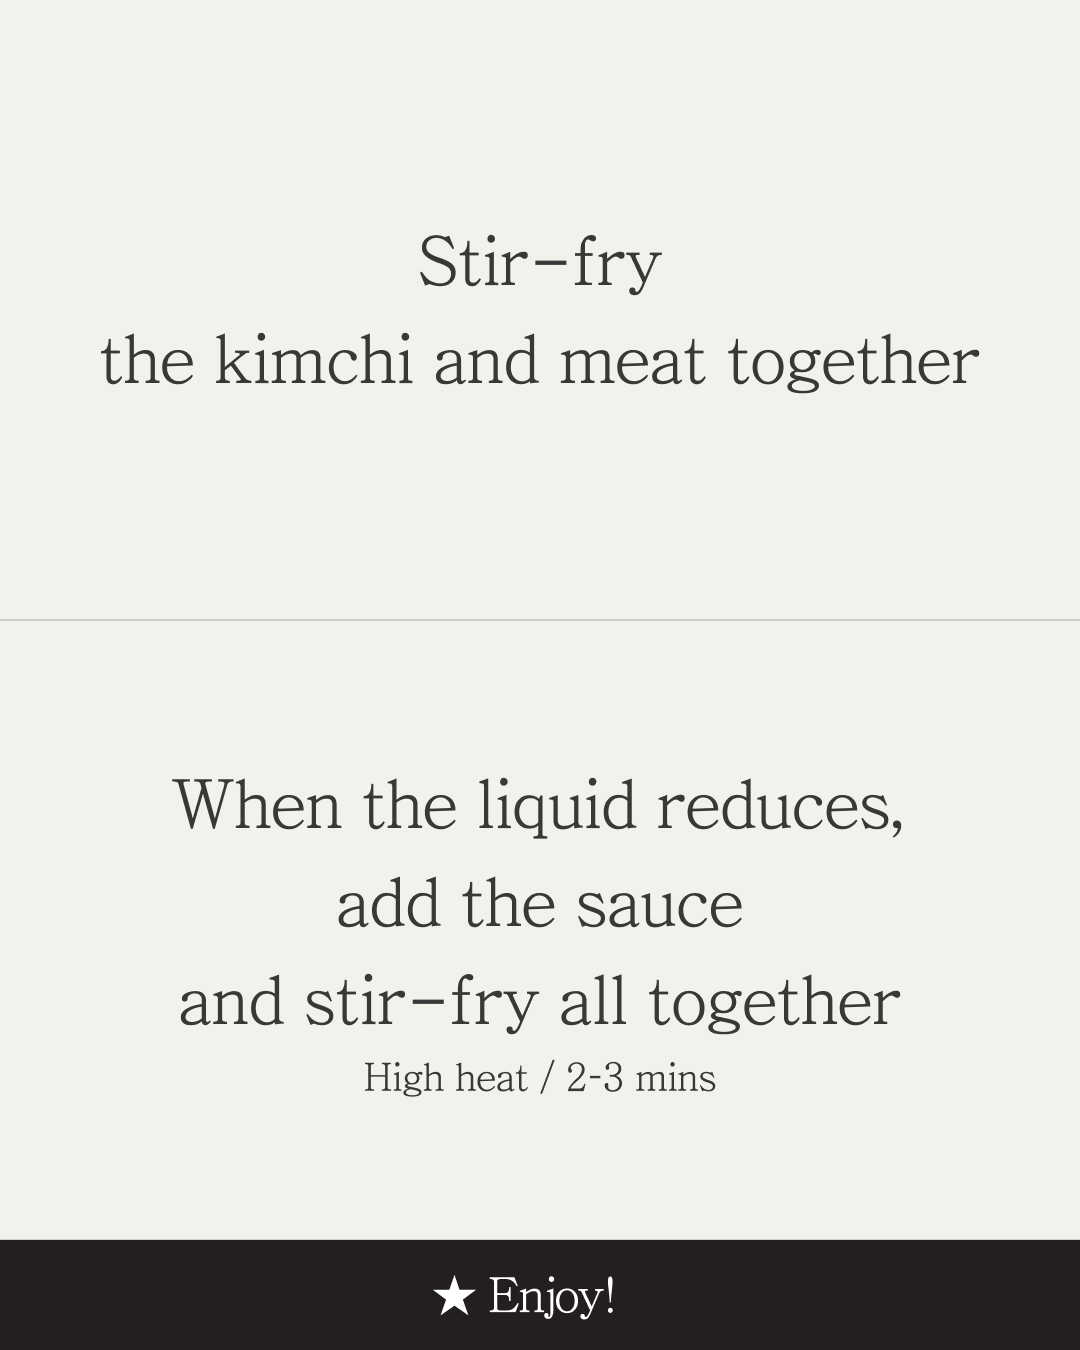 Stir-fry
the kimchi and meat together
When the liquid reduces,
add the sauce
and stir-fry all together
High heat / 2-3 mins
★ Enjoy!